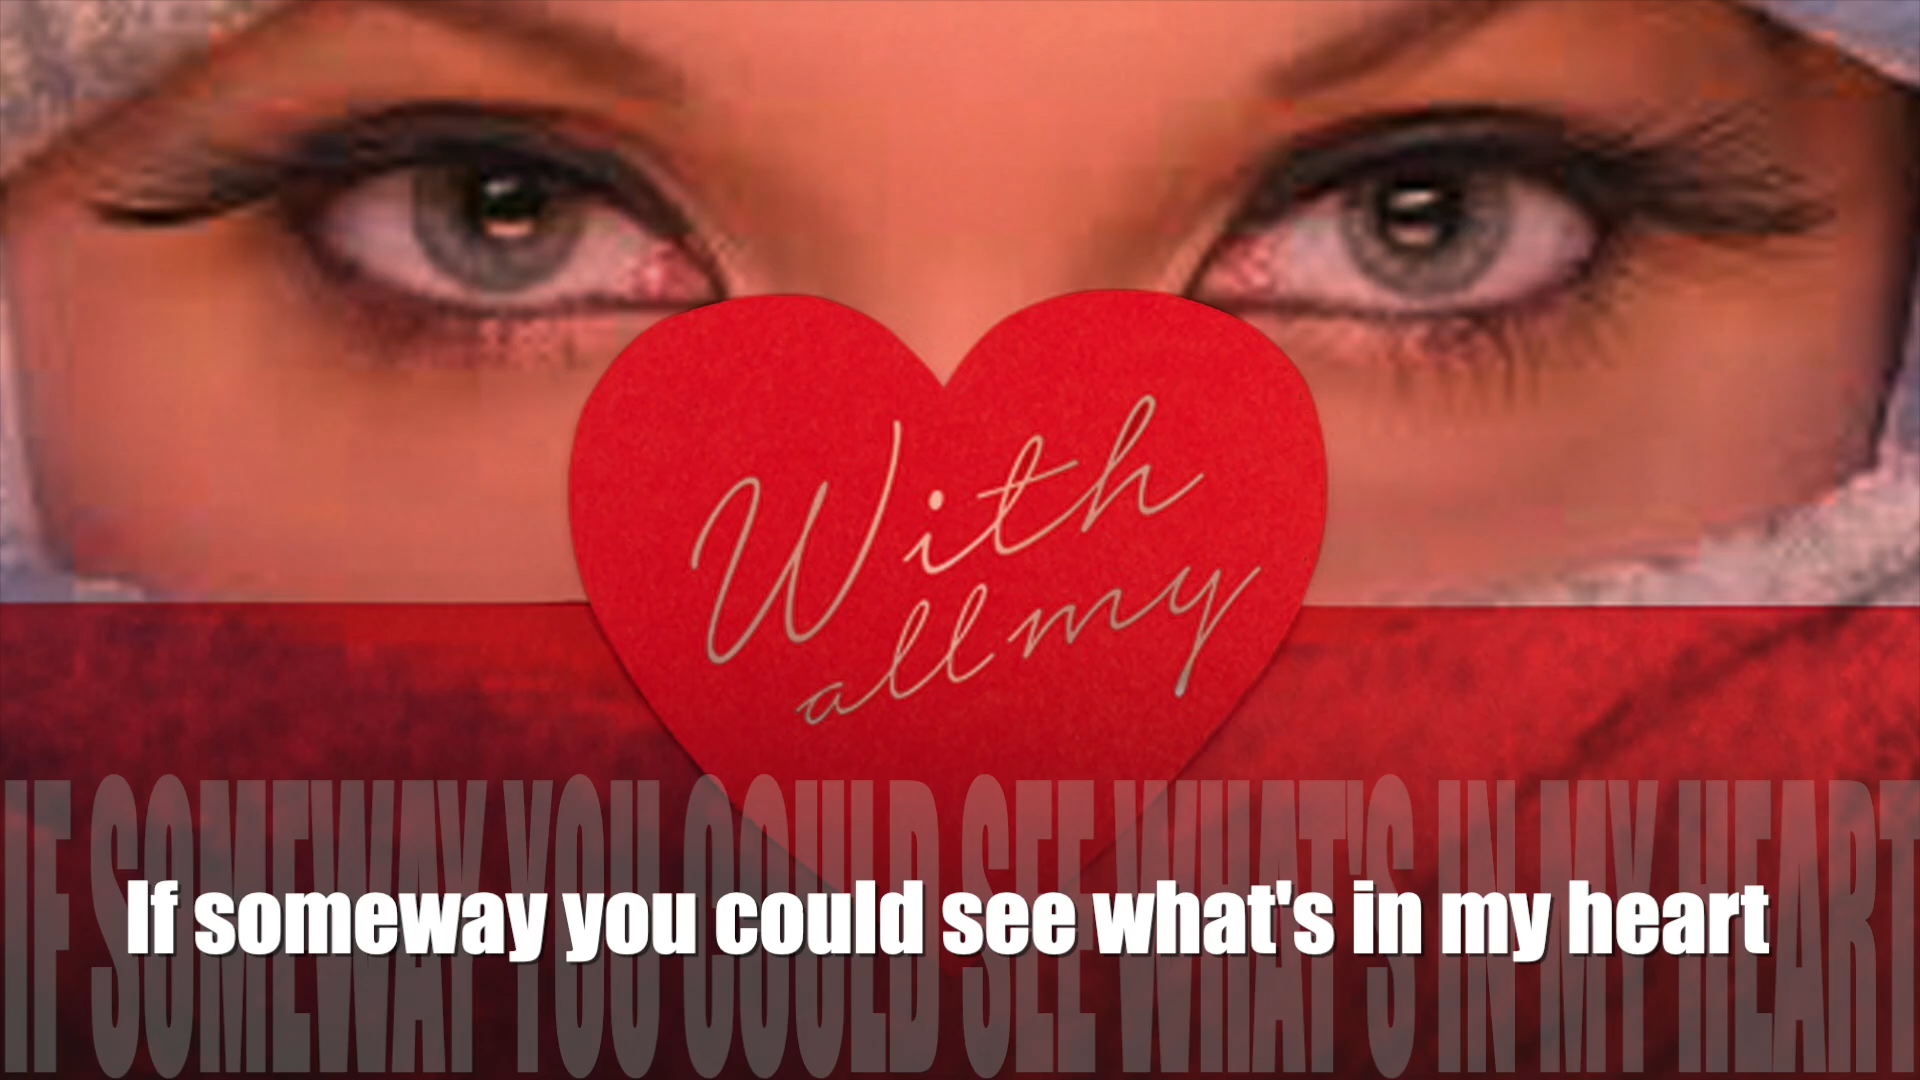 With
all my
IF SOMEWAY YOU COULD SEE WHAT'S IN MY HEART
If someway you could see what's in my heart